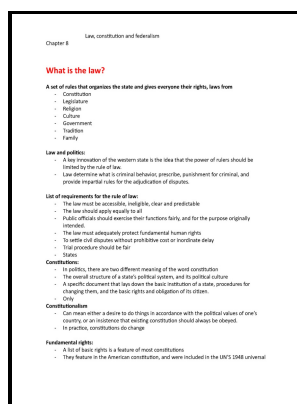 Law, constitution and federalism
Chapter 8
What is the law?
A set of rules that organizes the state and gives everyone their rights, laws from
- Constitution
- Legislature
- Religion
- Culture
- Government
- Tradition
- Family
Law and politics:
- A key innovation of the western state is the idea that the power of rulers should be
limited by the rule of law.
- Law determine what is criminal behavior, prescribe, punishment for criminal, and
provide impartial rules for the adjudication of disputes.
List of requirements for the rule of law:
- The law must be accessible, ineligible, clear and predictable
- The law should apply equally to all
- Public officials should exercise their functions fairly, and for the purpose originally
intended.
- The law must adequately protect fundamental human rights
- To settle civil disputes without prohibitive cost or inordinate delay
- Trial procedure should be fair
- States
Constitutions:
- In politics, there are two different meaning of the word constitution
- The overall structure of a state's political system, and its political culture
- A specific document that lays down the basic institution of a state, procedures for
changing them, and the basic rights and obligation of its citizen.
- Only
Constitutionalism
- Can mean either a desire to do things in accordance with the political values of one's
country, or an insistence that existing constitution should always be obeyed.
- In practice, constitutions do change
Fundamental rights:
- A list of basic rights is a feature of most constitutions
- They feature in the American constitution, and were included in the UN'S 1948 universal